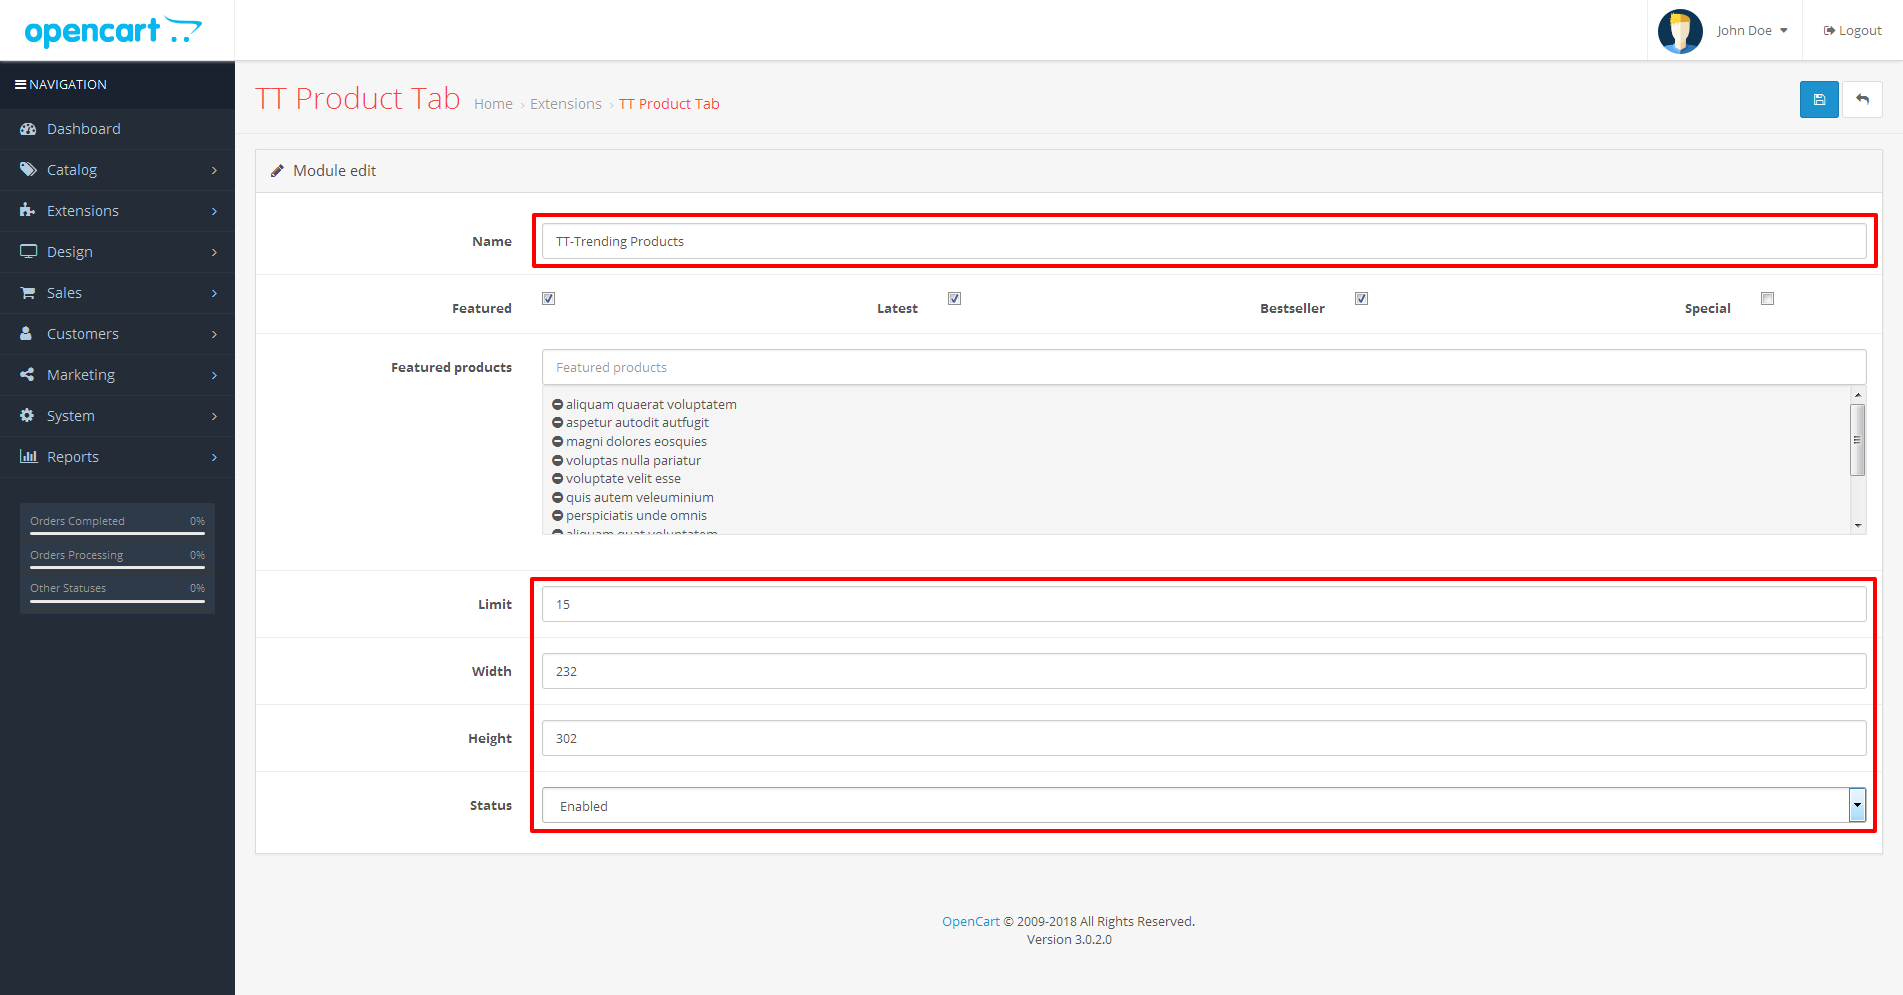 opencart
John Doe
Logout
NAVIGATION
Dashboard
Catalog
Extensions
Design
Sales
Customers
Marketing
System
Reports
Orders Completed 0%
Orders Processing 0%
Other Statuses 0%
TT Product Tab
Home › Extensions › TT Product Tab
Module edit
Name TT-Trending Products
Featured Latest Bestseller Special
Featured products Featured products
aliquam quaerat voluptatem
aspetur autodit autfugit
magni dolores eosquies
voluptas nulla pariatur
voluptate velit esse
quis autem veleuminium
perspiciatis unde omnis
aliquam quat voluptatem
Limit 15
Width 232
Height 302
Status Enabled
OpenCart © 2009-2018 All Rights Reserved.
Version 3.0.2.0